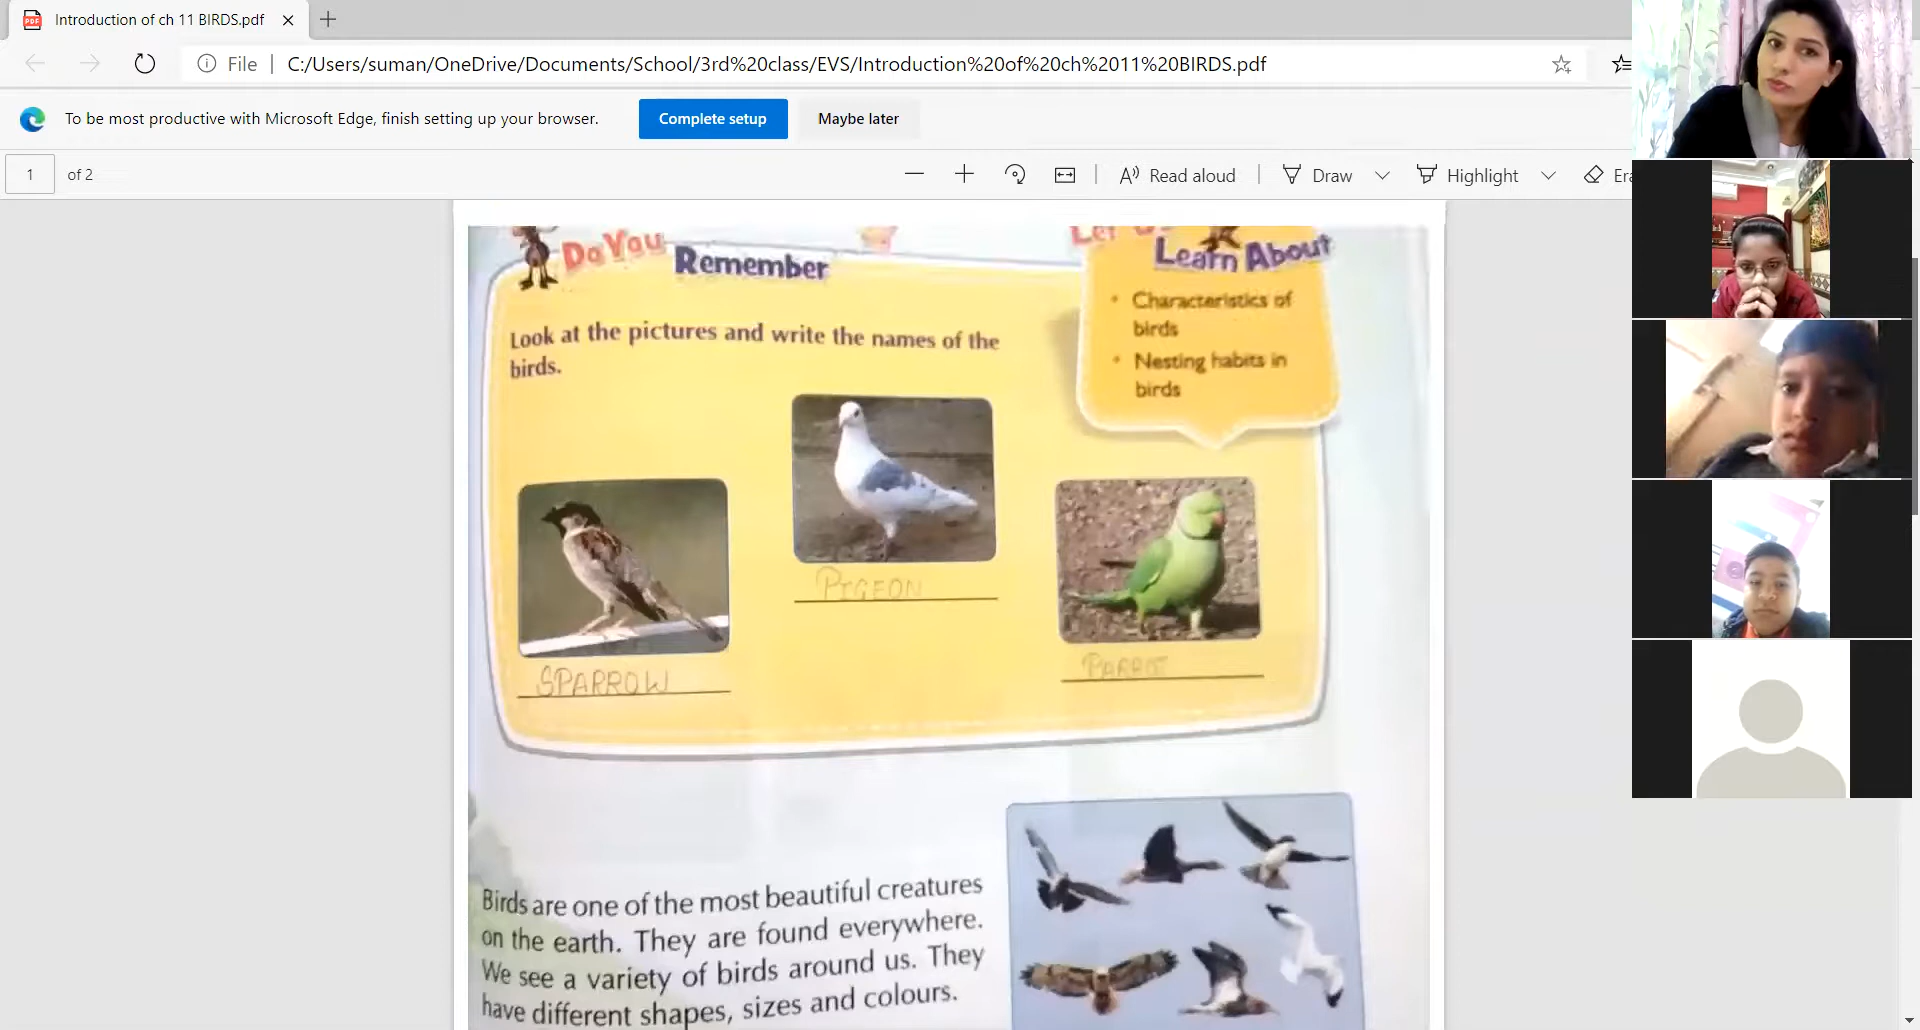 Introduction of ch 11 BIRDS.pdf
File
C:/Users/suman/OneDrive/Documents/School/3rd%20class/EVS/Introduction%20of%20ch%2011%20BIRDS.pdf
To be most productive with Microsoft Edge, finish setting up your browser.
Complete setup
Maybe later
1 of 2
Read aloud
Draw
Highlight
Do You Remember
Look at the pictures and write the names of the
birds.
Learn About
• Characteristics of
birds
• Nesting habits in
birds
PIGEON
SPARROW
PARROT
Birds are one of the most beautiful creatures
on the earth. They are found everywhere.
We see a variety of birds around us. They
have different shapes, sizes and colours.